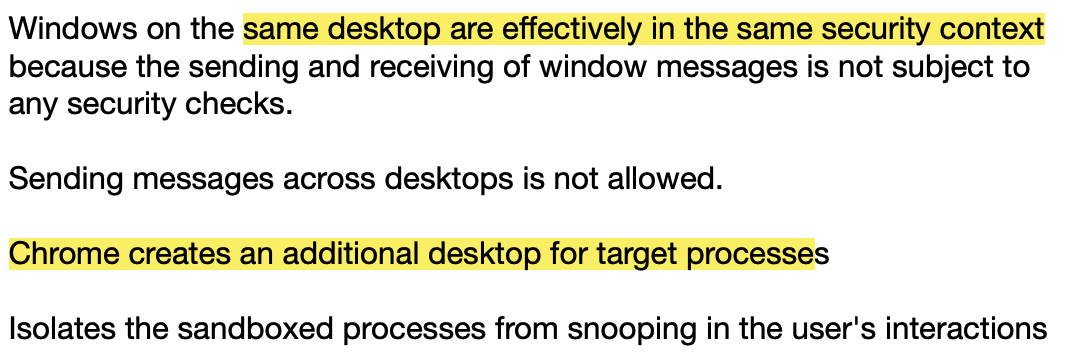 Windows on the same desktop are effectively in the same security context
because the sending and receiving of window messages is not subject to
any security checks.
Sending messages across desktops is not allowed.
Chrome creates an additional desktop for target processes
Isolates the sandboxed processes from snooping in the user's interactions